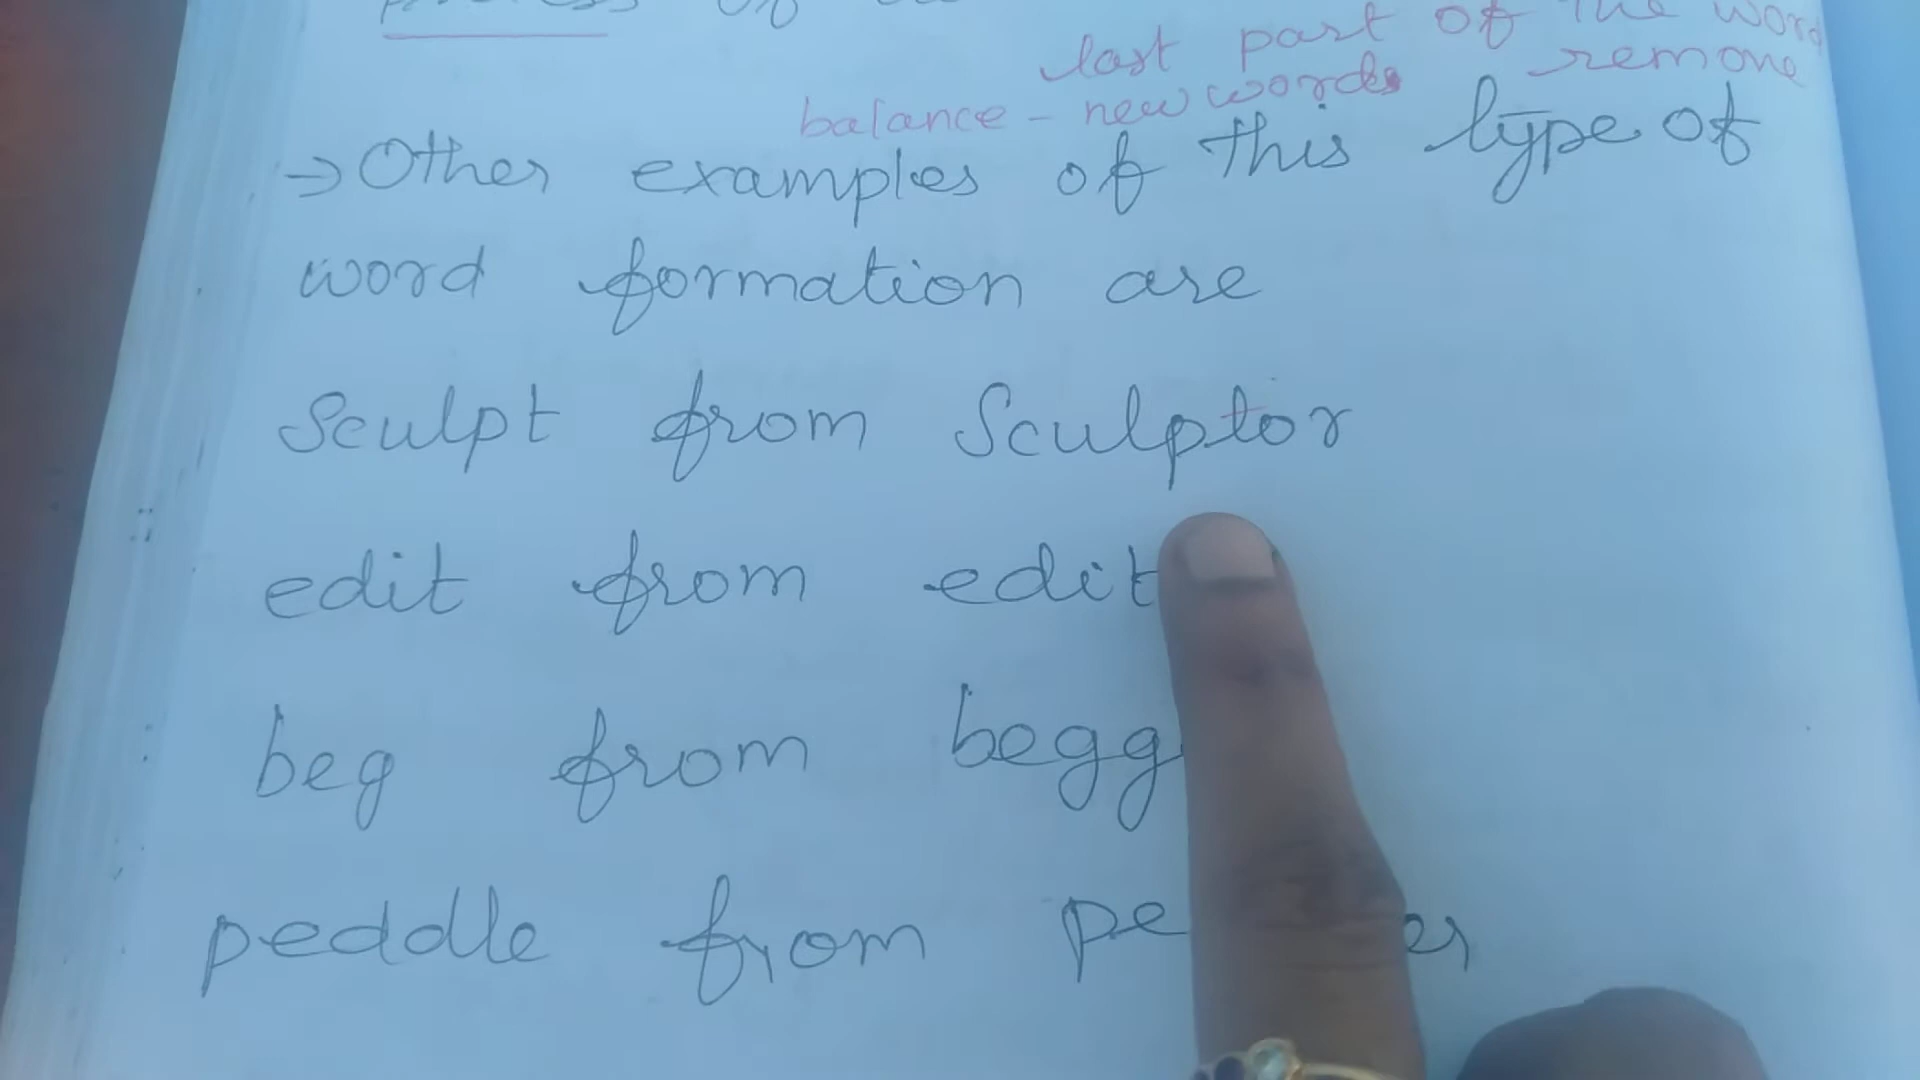 last part of the word
remove
balance - new words
→ Other examples of this type of
word formation are
Sculpt from Sculptor
edit from edit
beg from begg
peddle from pe er